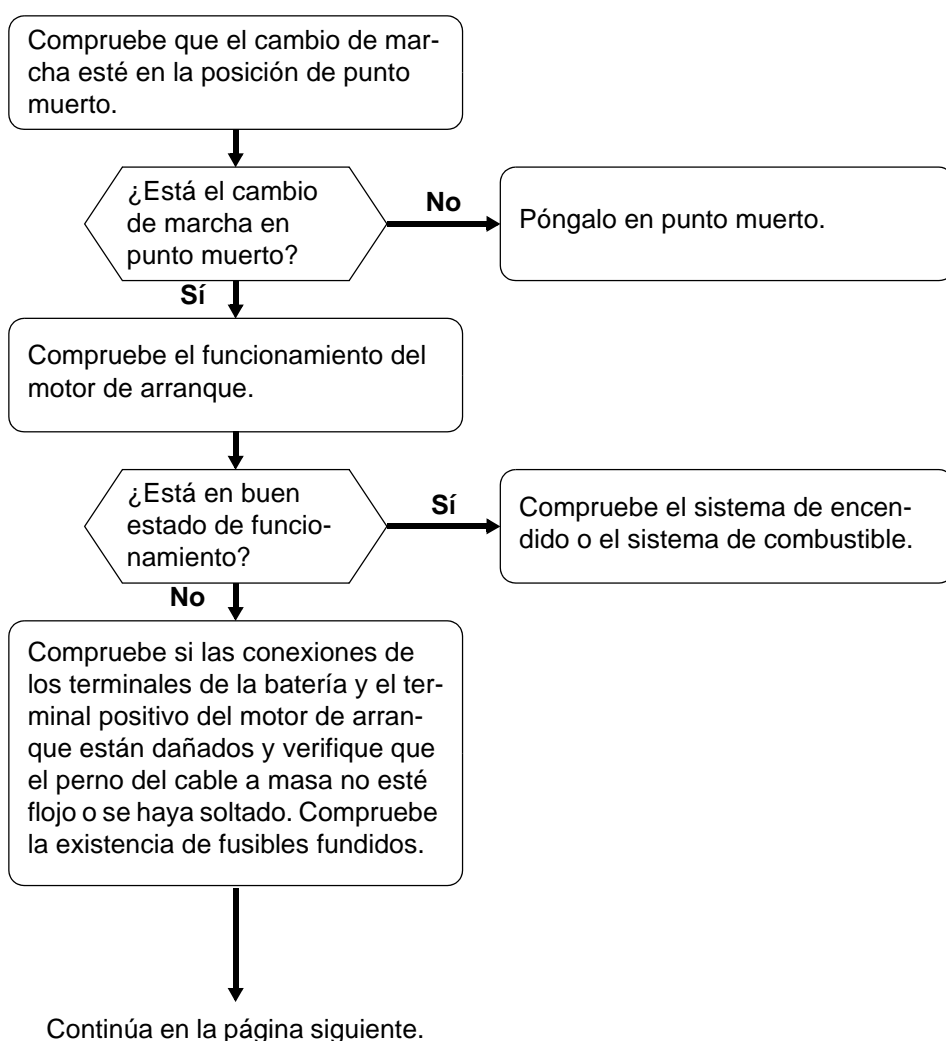 Compruebe que el cambio de mar-
cha esté en la posición de punto
muerto.
¿Está el cambio
de marcha en
punto muerto?
No
Póngalo en punto muerto.
Sí
Compruebe el funcionamiento del
motor de arranque.
¿Está en buen
estado de funcio-
namiento?
Sí
Compruebe el sistema de encen-
dido o el sistema de combustible.
No
Compruebe si las conexiones de
los terminales de la batería y el ter-
minal positivo del motor de arran-
que están dañados y verifique que
el perno del cable a masa no esté
flojo o se haya soltado. Compruebe
la existencia de fusibles fundidos.
Continúa en la página siguiente.